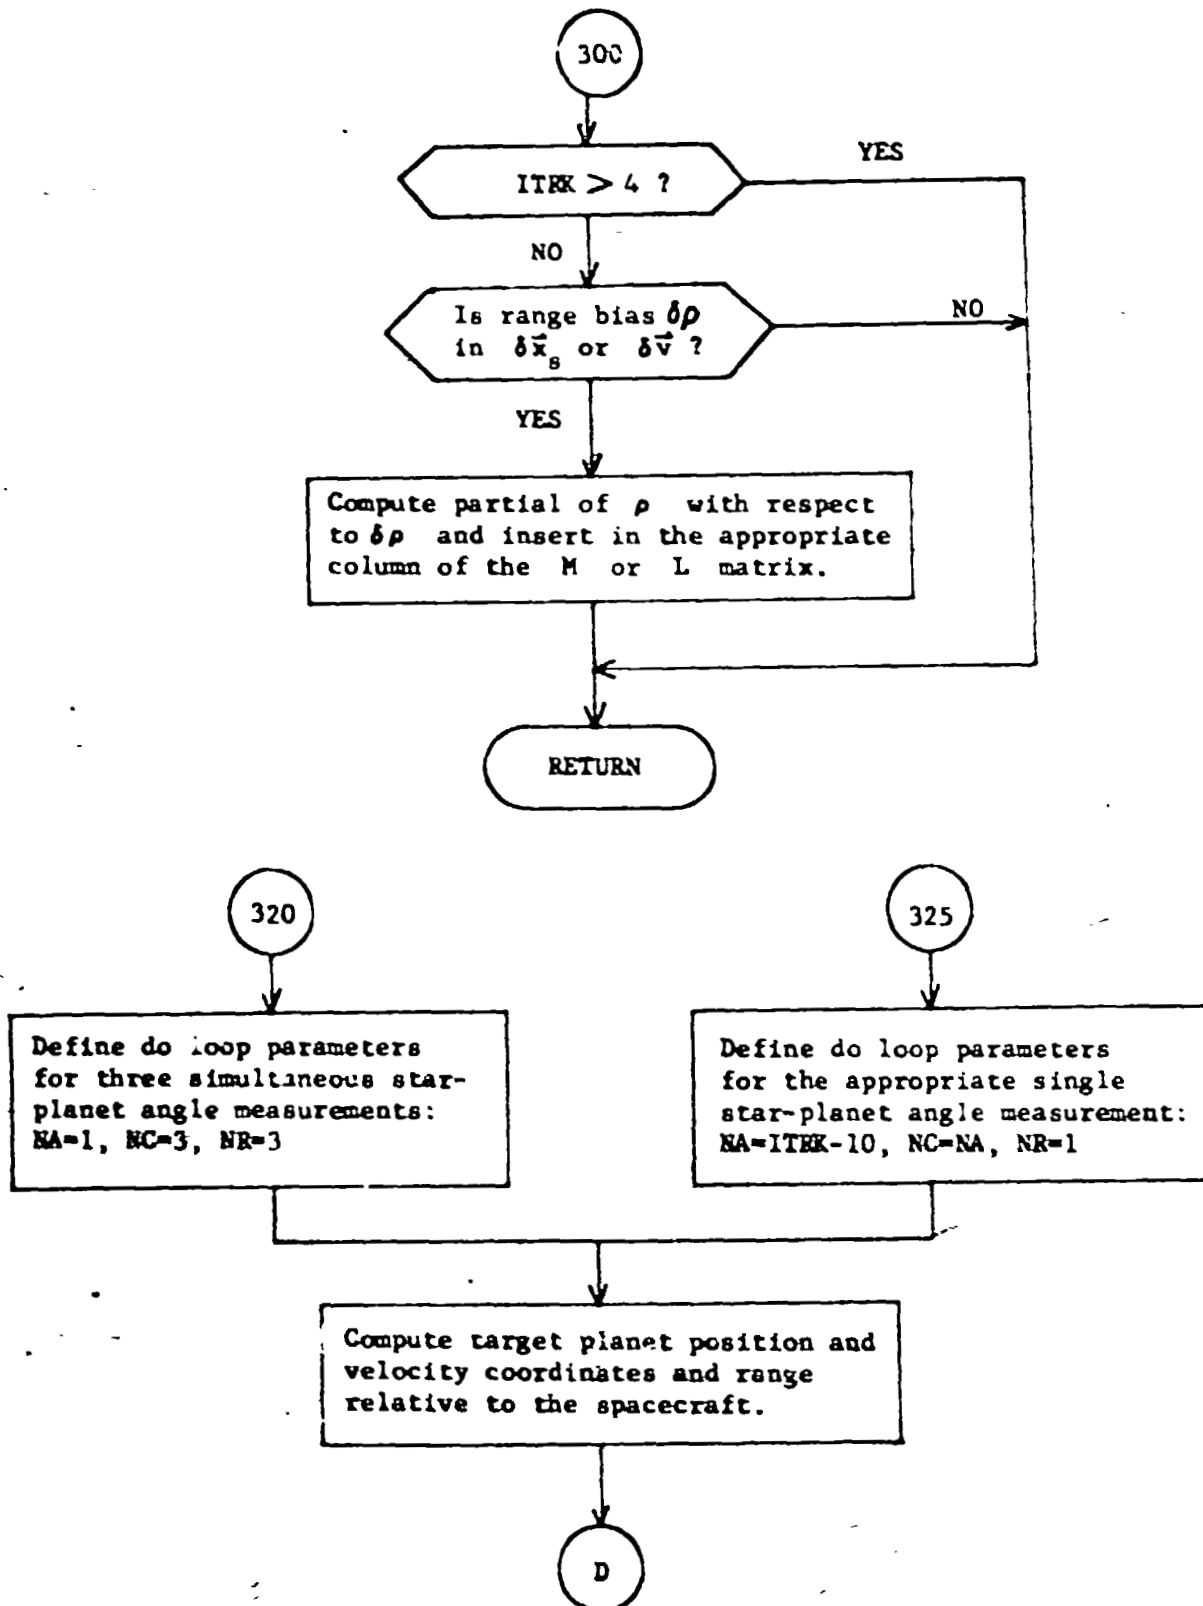 300
ITRK > 4 ?
YES
NO
Is range bias δρ
in δx⃗s or δv⃗ ?
NO
YES
Compute partial of ρ with respect
to δρ and insert in the appropriate
column of the M or L matrix.
RETURN
320
325
Define do loop parameters
for three simultaneous star-
planet angle measurements:
NA=1, NC=3, NR=3
Define do loop parameters
for the appropriate single
star-planet angle measurement:
NA=ITRK-10, NC=NA, NR=1
Compute target planet position and
velocity coordinates and range
relative to the spacecraft.
D